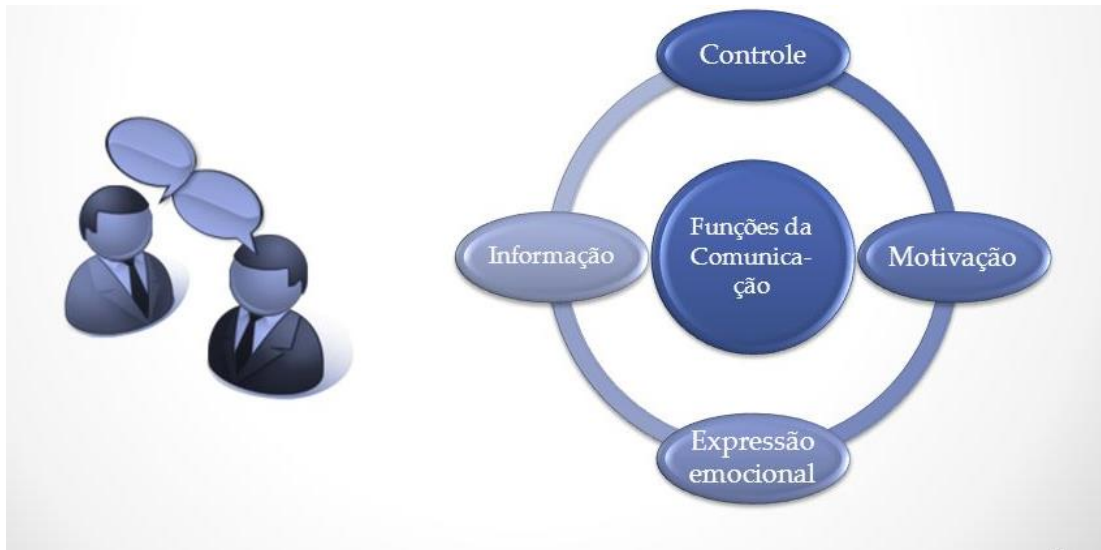 Controle
Funções da
Comunica-
ção
Informação
Motivação
Expressão
emocional